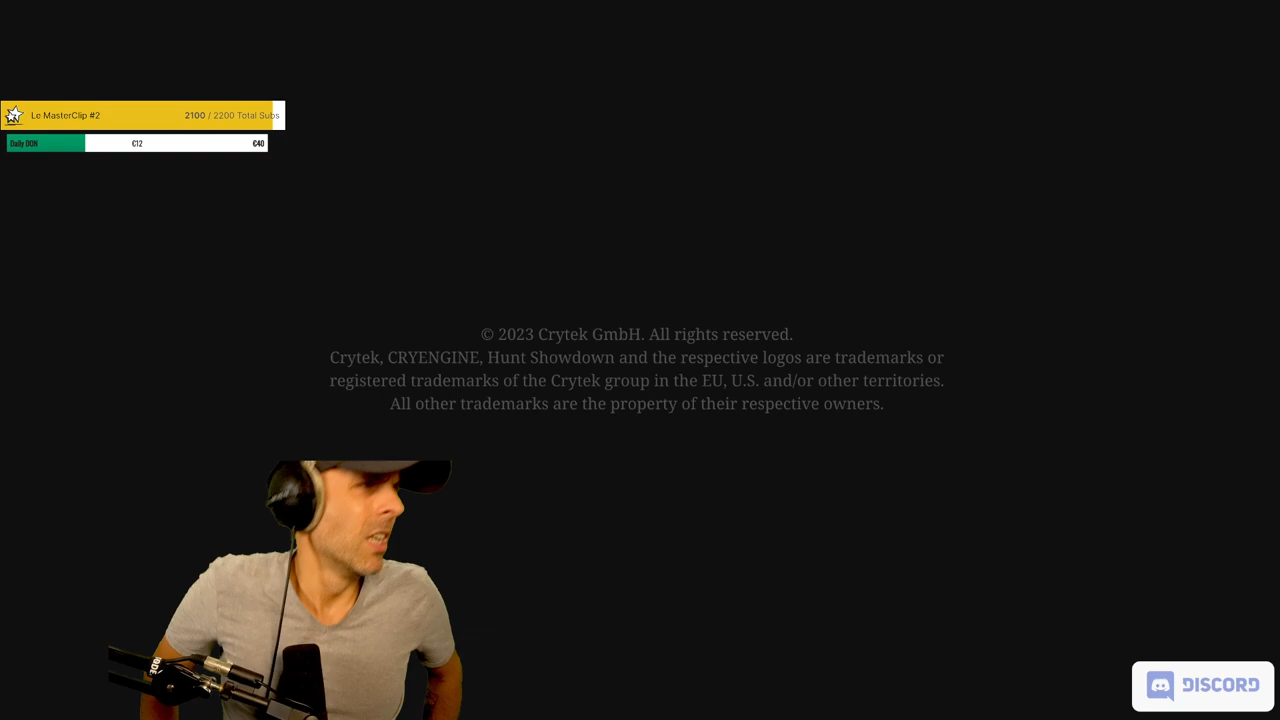 Le MasterClip #2
2100 / 2200 Total Subs
Daily DON
€12
€40
© 2023 Crytek GmbH. All rights reserved.
Crytek, CRYENGINE, Hunt Showdown and the respective logos are trademarks or
registered trademarks of the Crytek group in the EU, U.S. and/or other territories.
All other trademarks are the property of their respective owners.
DISCORD